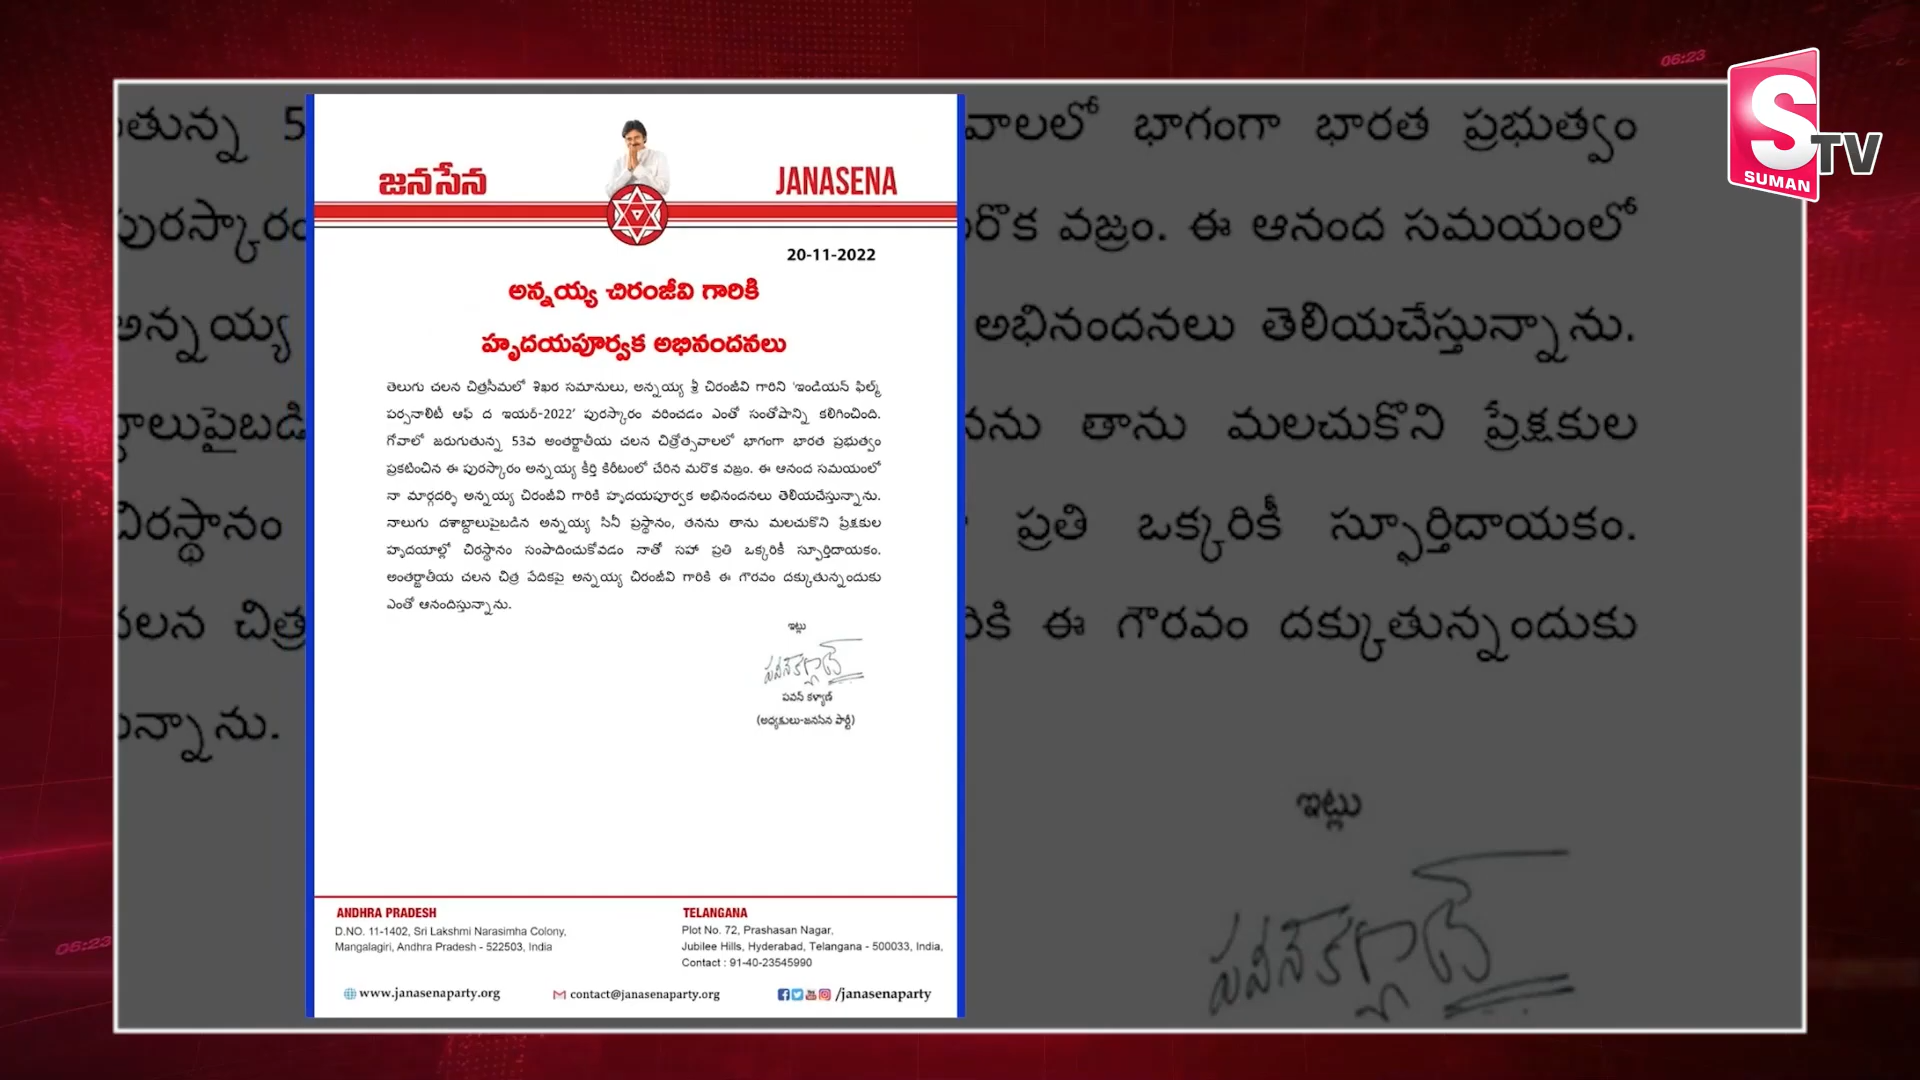 SUMAN TV
06:23
జనసేన
JANASENA
20-11-2022
అన్నయ్య చిరంజీవి గారికి
హృదయపూర్వక అభినందనలు
తెలుగు చలన చిత్రసీమలో శిఖర సమానులు, అన్నయ్య శ్రీ చిరంజీవి గారిని 'ఇండియన్ ఫిల్మ్
పర్సనాలిటీ ఆఫ్ ద ఇయర్-2022' పురస్కారం వరించడం ఎంతో సంతోషాన్ని కలిగించింది.
గోవాలో జరుగుతున్న 53వ అంతర్జాతీయ చలన చిత్రోత్సవాలలో భాగంగా భారత ప్రభుత్వం
ప్రకటించిన ఈ పురస్కారం అన్నయ్య కీర్తి కిరీటంలో చేరిన మరొక వజ్రం. ఈ ఆనంద సమయంలో
నా మార్గదర్శి అన్నయ్య చిరంజీవి గారికి హృదయపూర్వక అభినందనలు తెలియచేస్తున్నాను.
నాలుగు దశాబ్దాలుపైబడిన అన్నయ్య సినీ ప్రస్థానం, తనను తాను మలచుకొని ప్రేక్షకుల
హృదయాల్లో చిరస్థానం సంపాదించుకోవడం నాతో సహా ప్రతి ఒక్కరికీ స్ఫూర్తిదాయకం.
అంతర్జాతీయ చలన చిత్ర వేదికపై అన్నయ్య చిరంజీవి గారికి ఈ గౌరవం దక్కుతున్నందుకు
ఎంతో ఆనందిస్తున్నాను.
ఇట్లు
పవన్ కళ్యాణ్
(అధ్యక్షులు-జనసేన పార్టీ)
ANDHRA PRADESH
D.NO. 11-1402, Sri Lakshmi Narasimha Colony,
Mangalagiri, Andhra Pradesh - 522503, India
TELANGANA
Plot No. 72, Prashasan Nagar,
Jubilee Hills, Hyderabad, Telangana - 500033, India,
Contact : 91-40-23545990
www.janasenaparty.org
contact@janasenaparty.org
/janasenaparty
తున్న 5
వాలలో భాగంగా భారత ప్రభుత్వం
పురస్కారం
రొక వజ్రం. ఈ ఆనంద సమయంలో
అన్నయ్య
అభినందనలు తెలియచేస్తున్నాను.
బ్దాలుపైబడి
నను తాను మలచుకొని ప్రేక్షకుల
చిరస్థానం
ప్రతి ఒక్కరికీ స్ఫూర్తిదాయకం.
చలన చిత్ర
రికి ఈ గౌరవం దక్కుతున్నందుకు
న్నాను.
ఇట్లు
06:23